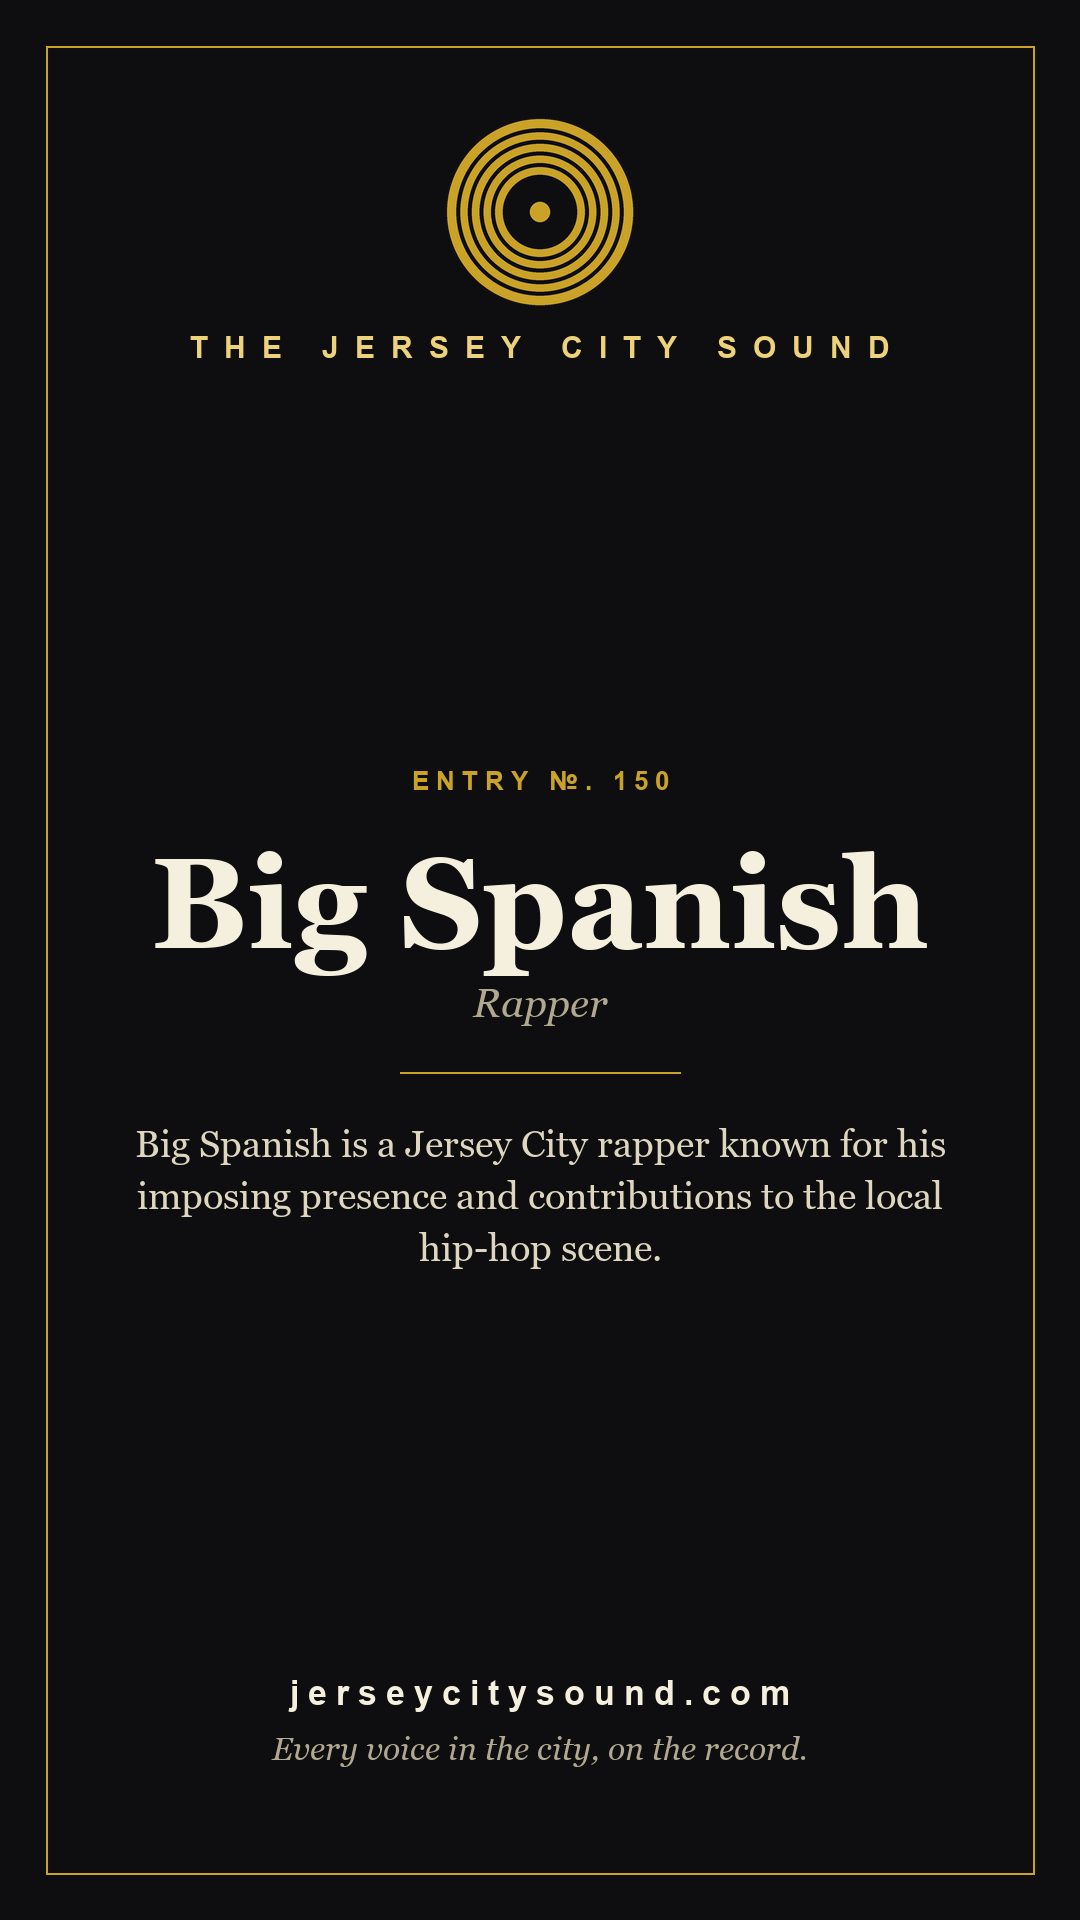 THE JERSEY CITY SOUND
ENTRY №. 150
Big Spanish
Rapper
Big Spanish is a Jersey City rapper known for his
imposing presence and contributions to the local
hip-hop scene.
jerseycitysound.com
Every voice in the city, on the record.